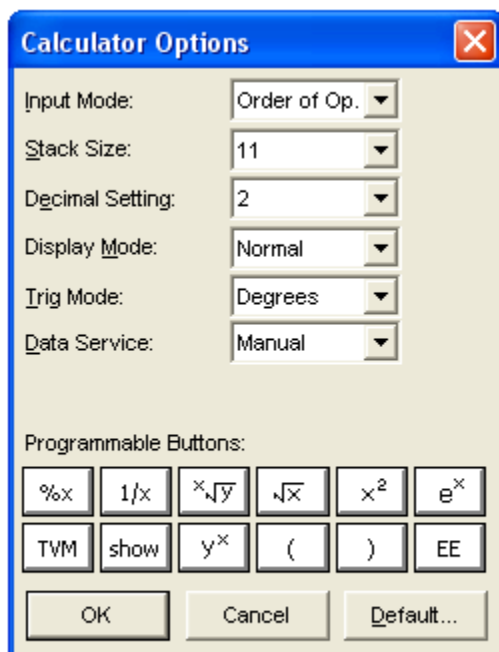 Calculator Options
Input Mode: Order of Op.
Stack Size: 11
Decimal Setting: 2
Display Mode: Normal
Trig Mode: Degrees
Data Service: Manual
Programmable Buttons:
%x 1/x ˣ√y √x x² eˣ
TVM show yˣ ( ) EE
OK Cancel Default...